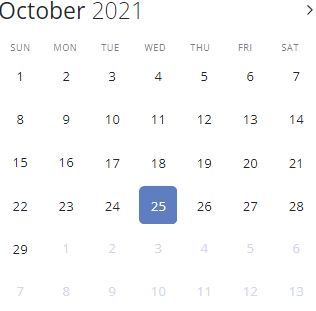 October 2021
SUN MON TUE WED THU FRI SAT
1 2 3 4 5 6 7
8 9 10 11 12 13 14
15 16 17 18 19 20 21
22 23 24 25 26 27 28
29 1 2 3 4 5 6
7 8 9 10 11 12 13